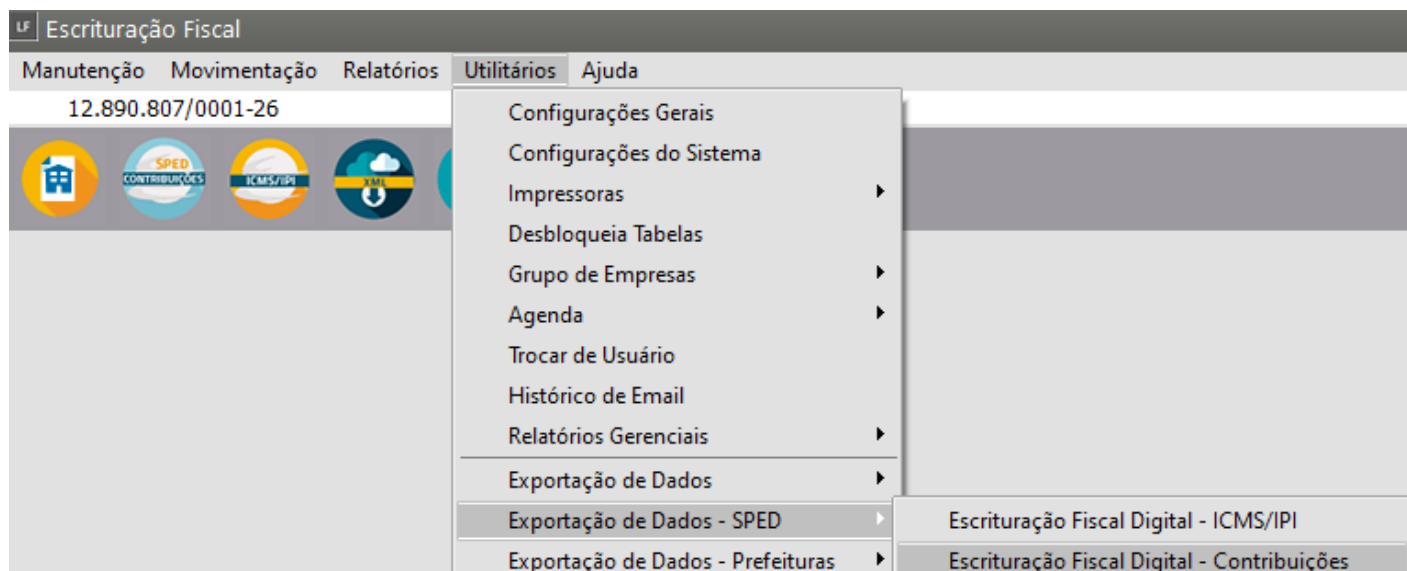 LF Escrituração Fiscal
Manutenção Movimentação Relatórios Utilitários Ajuda
12.890.807/0001-26
SPED
CONTRIBUIÇÕES
ICMS/IPI
XML
Configurações Gerais
Configurações do Sistema
Impressoras
Desbloqueia Tabelas
Grupo de Empresas
Agenda
Trocar de Usuário
Histórico de Email
Relatórios Gerenciais
Exportação de Dados
Exportação de Dados - SPED
Escrituração Fiscal Digital - ICMS/IPI
Exportação de Dados - Prefeituras
Escrituração Fiscal Digital - Contribuições